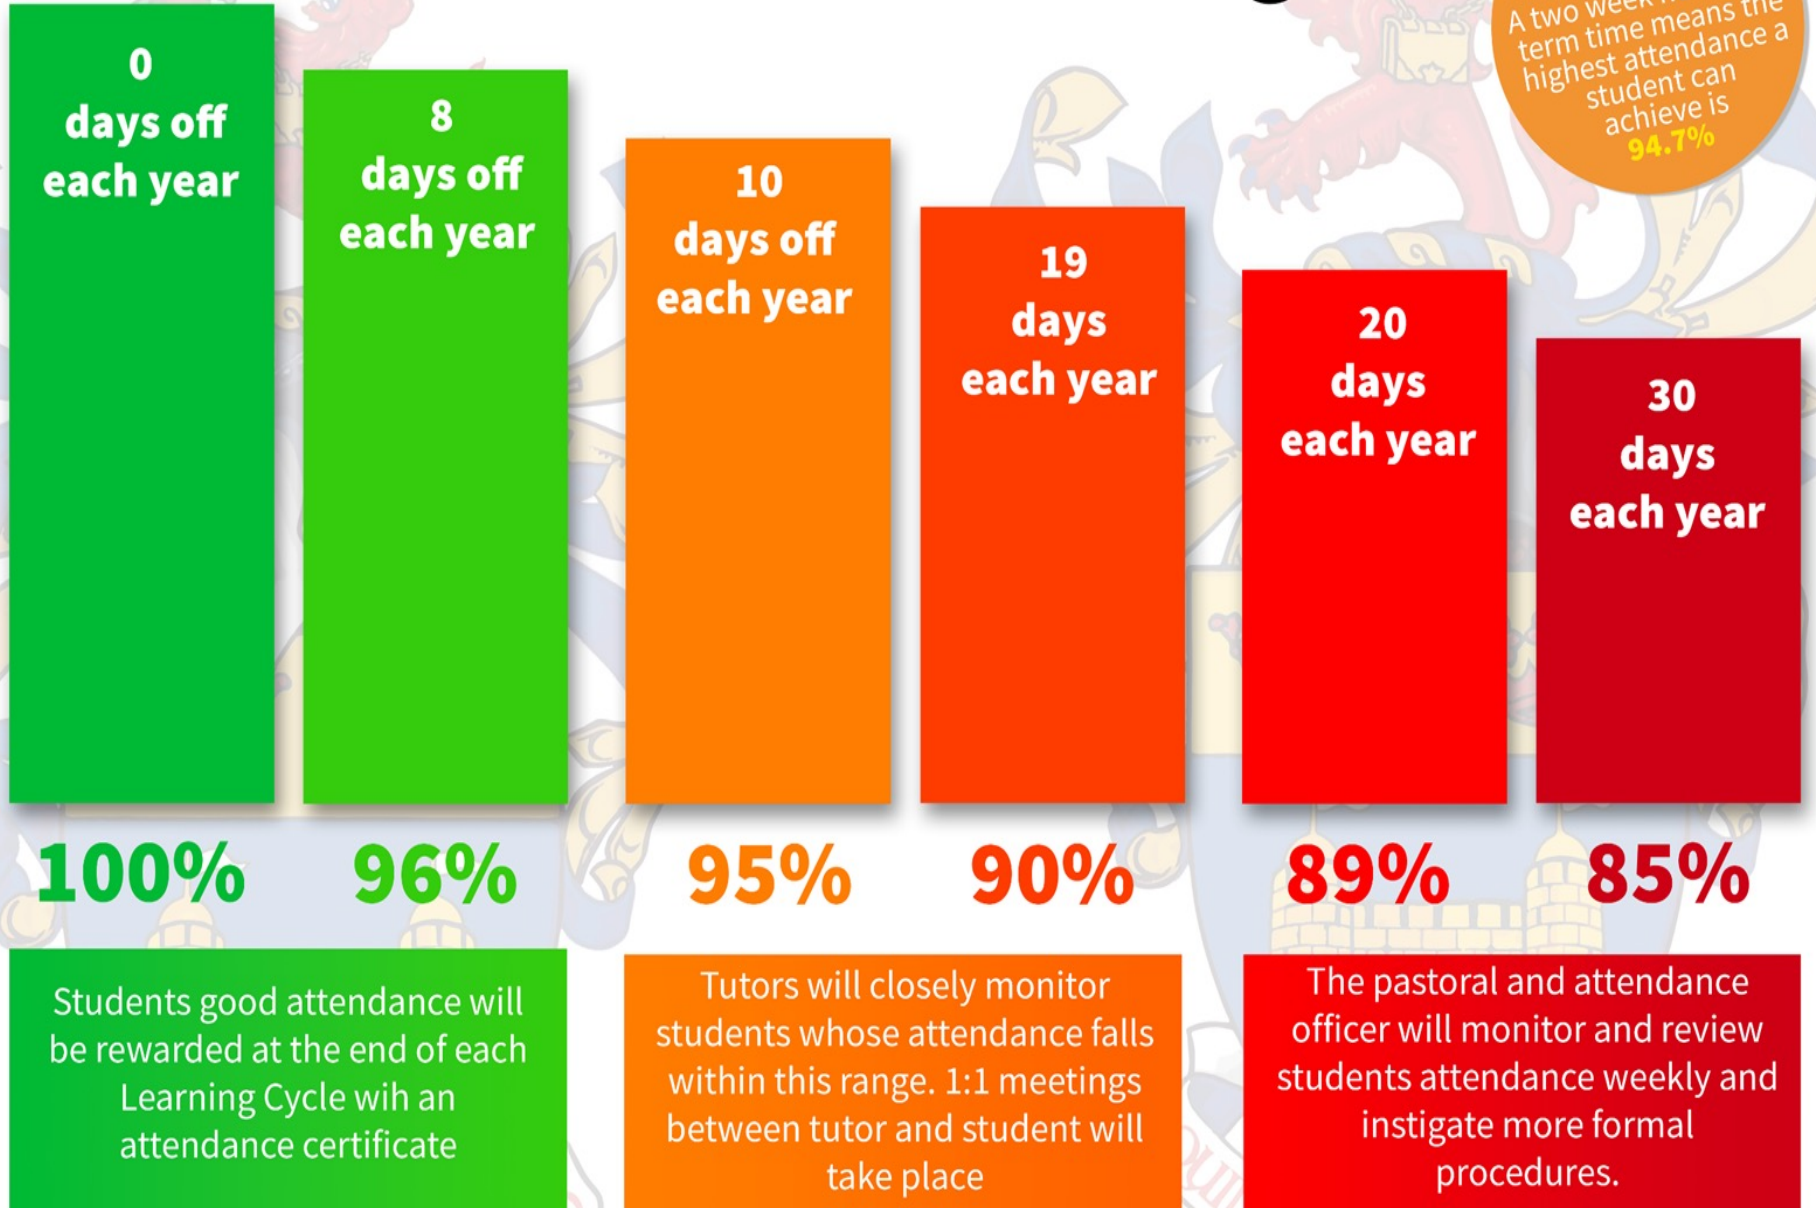 0
days off
each year
8
days off
each year
10
days off
each year
19
days
each year
20
days
each year
30
days
each year
A two week
term time means the
highest attendance a
student can
achieve is
94.7%
100%
96%
95%
90%
89%
85%
Students good attendance will
be rewarded at the end of each
Learning Cycle wih an
attendance certificate
Tutors will closely monitor
students whose attendance falls
within this range. 1:1 meetings
between tutor and student will
take place
The pastoral and attendance
officer will monitor and review
students attendance weekly and
instigate more formal
procedures.